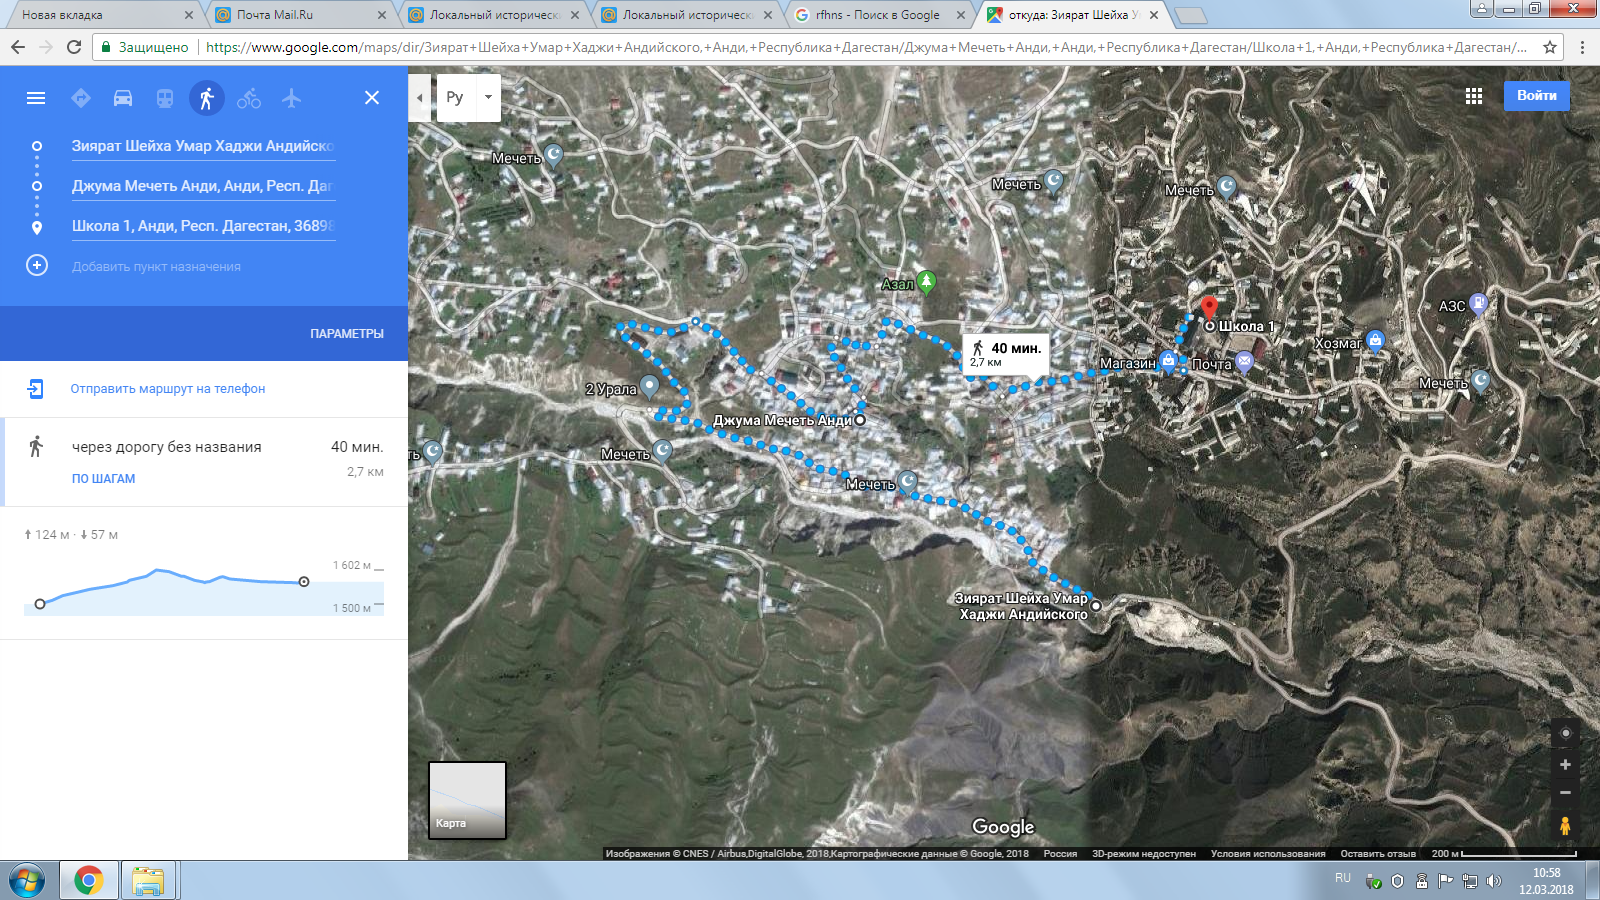 Новая вкладка
Почта Mail.Ru
Локальный исторически
Локальный исторически
rfhns - Поиск в Google
откуда: Зиярат Шейха У
Защищено
https://www.google.com/maps/dir/Зиярат+Шейха+Умар+Хаджи+Андийского,+Анди,+Республика+Дагестан/Джума+Мечеть+Анди,+Анди,+Республика+Дагестан/Школа+1,+Анди,+Республика+Дагестан/...
Зиярат Шейха Умар Хаджи Андийско
Джума Мечеть Анди, Анди, Респ. Даг
Школа 1, Анди, Респ. Дагестан, 36898
Добавить пункт назначения
ПАРАМЕТРЫ
Отправить маршрут на телефон
через дорогу без названия
40 мин.
ПО ШАГАМ
2,7 км
124 м · 57 м
1 602 м
1 500 м
Ру
Войти
Мечеть
Мечеть
Мечеть
Азал
АЗС
Школа 1
Хозмаг
40 мин.
2,7 км
Магазин
Почта
Мечеть
2 Урала
Джума Мечеть Анди
ть
Мечеть
Мечеть
Зиярат Шейха Умар
Хаджи Андийского
Карта
Google
Изображения © CNES / Airbus,DigitalGlobe, 2018,Картографические данные © Google, 2018
Россия
3D-режим недоступен
Условия использования
Оставить отзыв
200 м
RU
10:58
12.03.2018